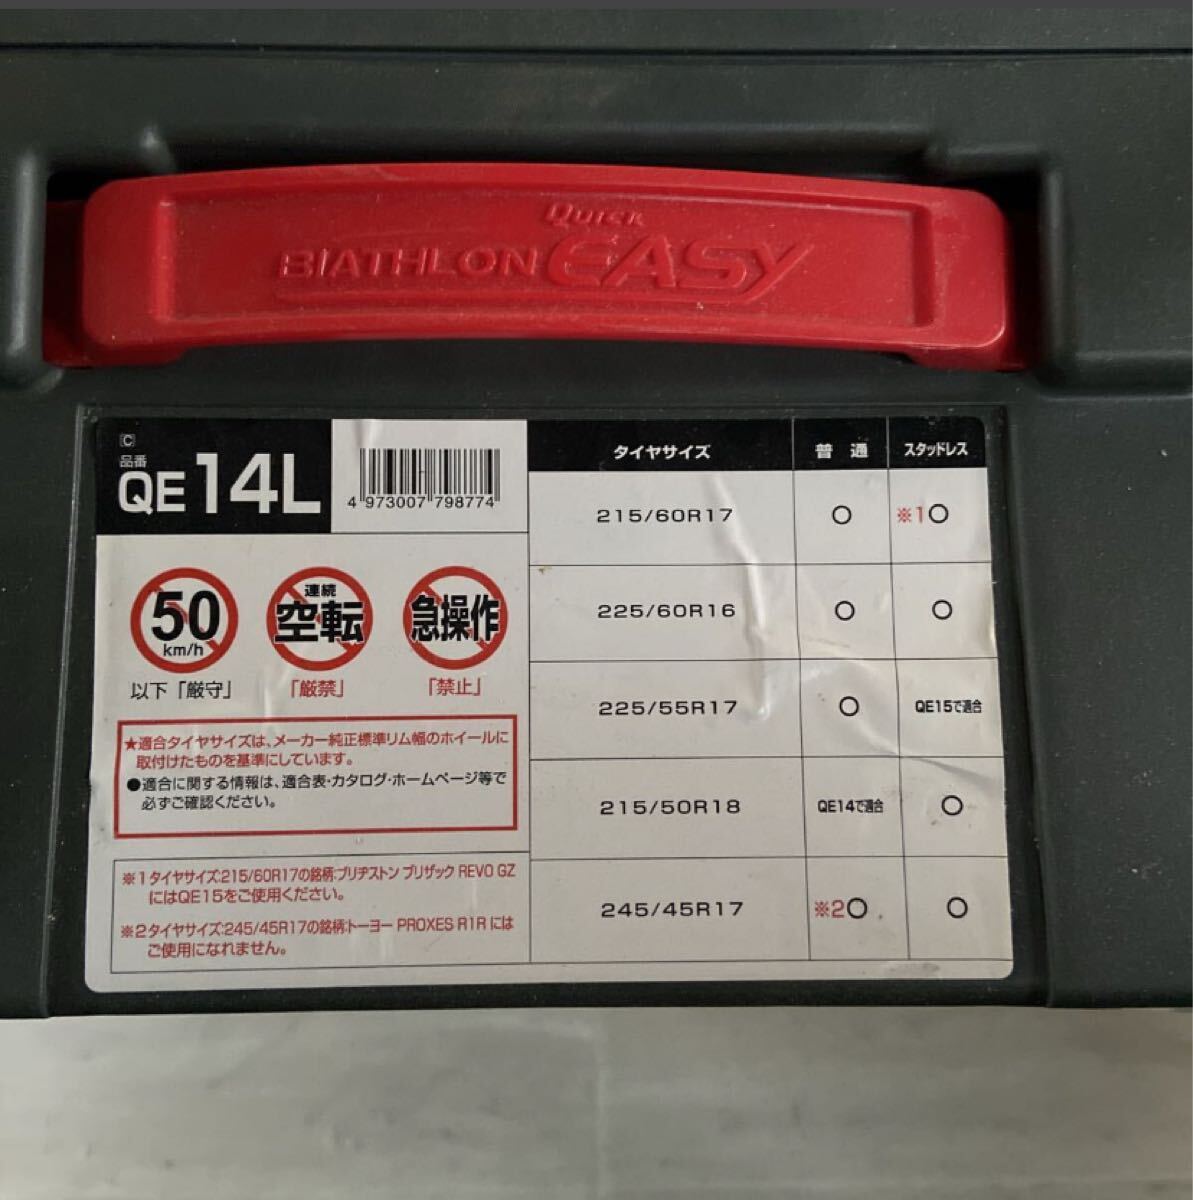 Quick
BIATHLON EASY
C
品番
QE14L
4 973007 798774
50
km/h
以下「厳守」
連続
空転
「厳禁」
急操作
「禁止」
★適合タイヤサイズは、メーカー純正標準リム幅のホイールに
取付けたものを基準にしています。
●適合に関する情報は、適合表・カタログ・ホームページ等で
必ずご確認ください。
※1タイヤサイズ:215/60R17の銘柄:ブリヂストン ブリザック REVO GZ
にはQE15をご使用ください。
※2タイヤサイズ:245/45R17の銘柄:トーヨー PROXES R1R には
ご使用になれません。
タイヤサイズ 普通 スタッドレス
215/60R17 ○ ※1○
225/60R16 ○ ○
225/55R17 ○ QE15で適合
215/50R18 QE14で適合 ○
245/45R17 ※2○ ○